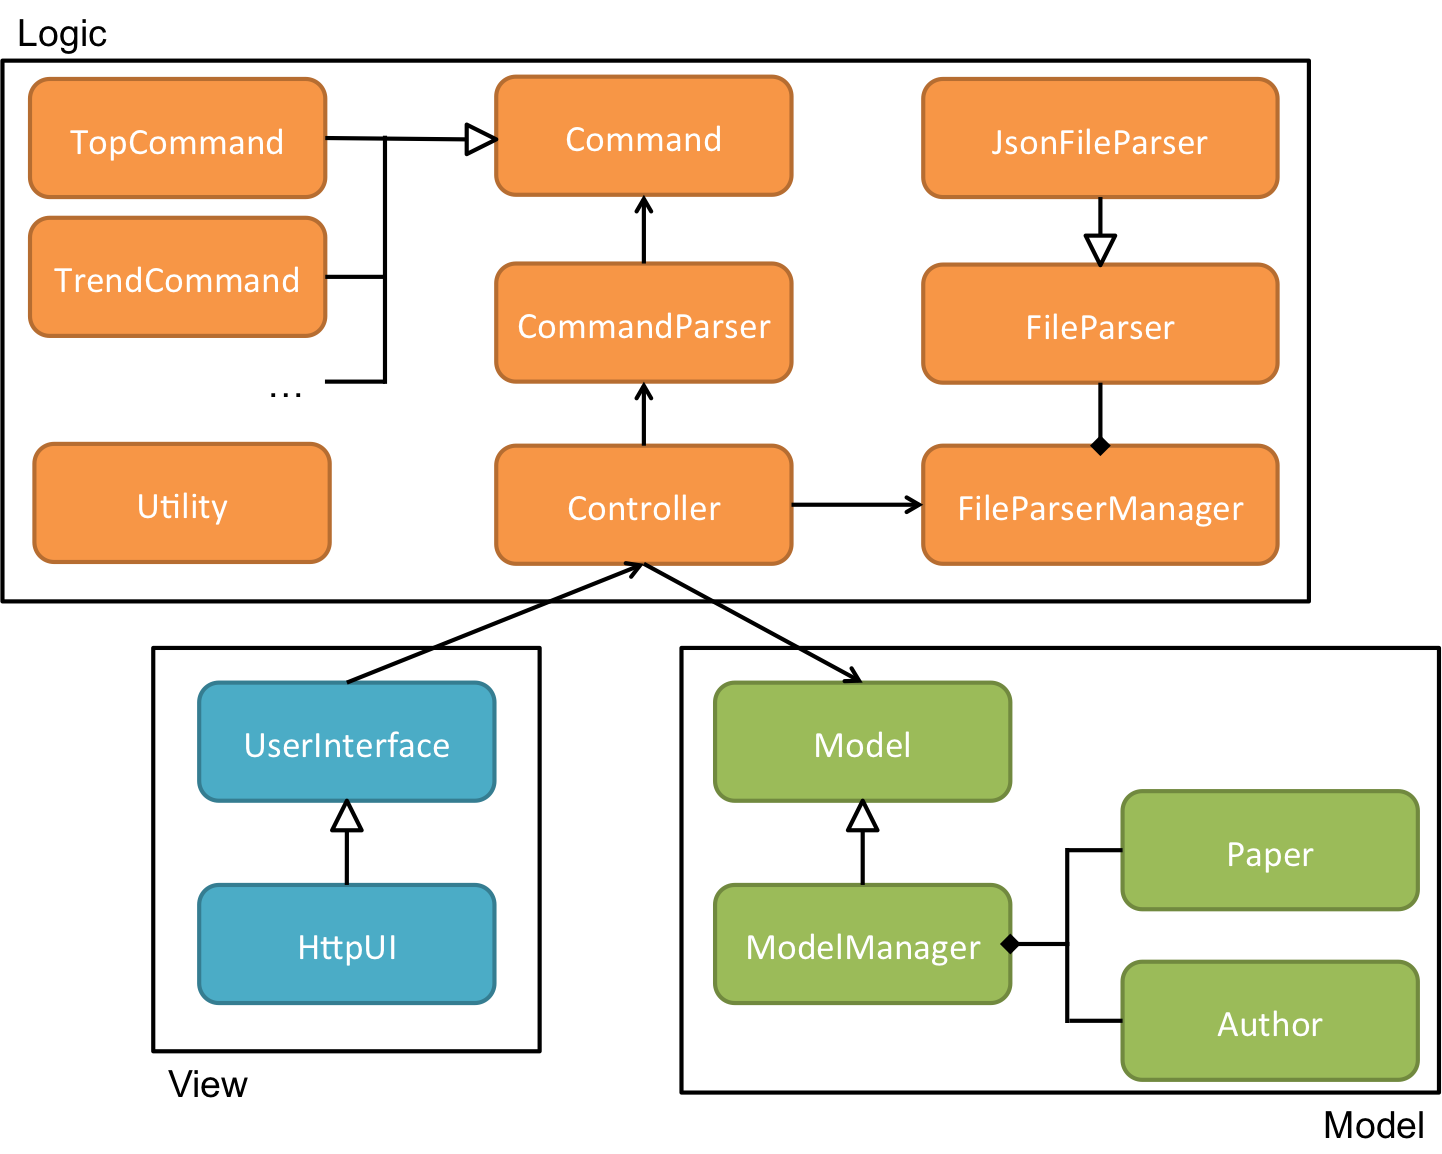 Logic
TopCommand
Command
JsonFileParser
TrendCommand
CommandParser
FileParser
...
Utility
Controller
FileParserManager
UserInterface
Model
Paper
HttpUI
ModelManager
Author
View
Model